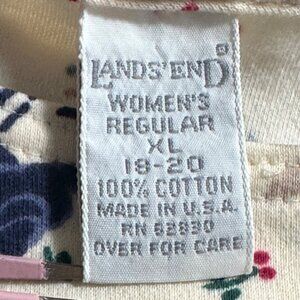 LANDS' END®
WOMEN'S
REGULAR
XL
18-20
100% COTTON
MADE IN U.S.A.
RN 62830
OVER FOR CARE